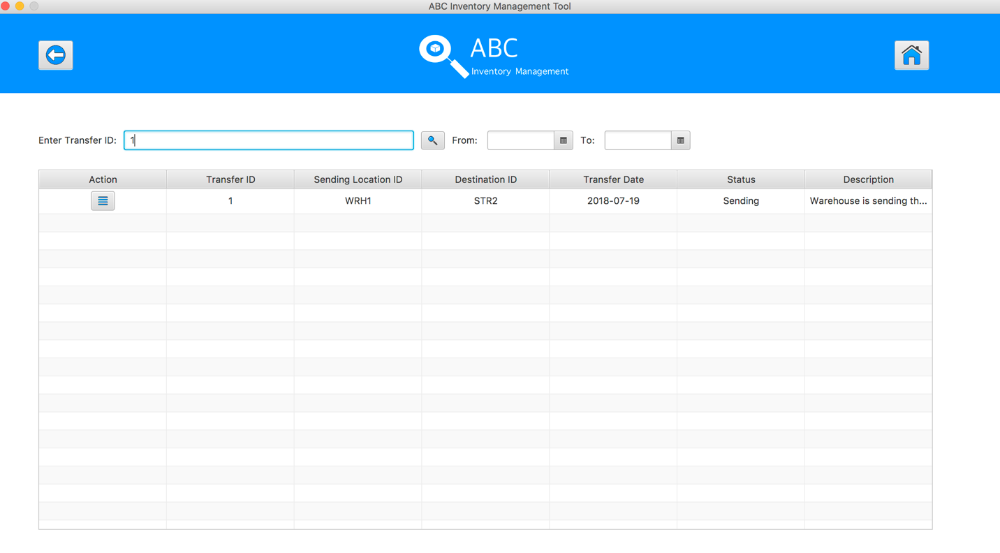 ABC Inventory Management Tool
ABC
Inventory Management
Enter Transfer ID: 1 From: To:
Action Transfer ID Sending Location ID Destination ID Transfer Date Status Description
1 WRH1 STR2 2018-07-19 Sending Warehouse is sending th...